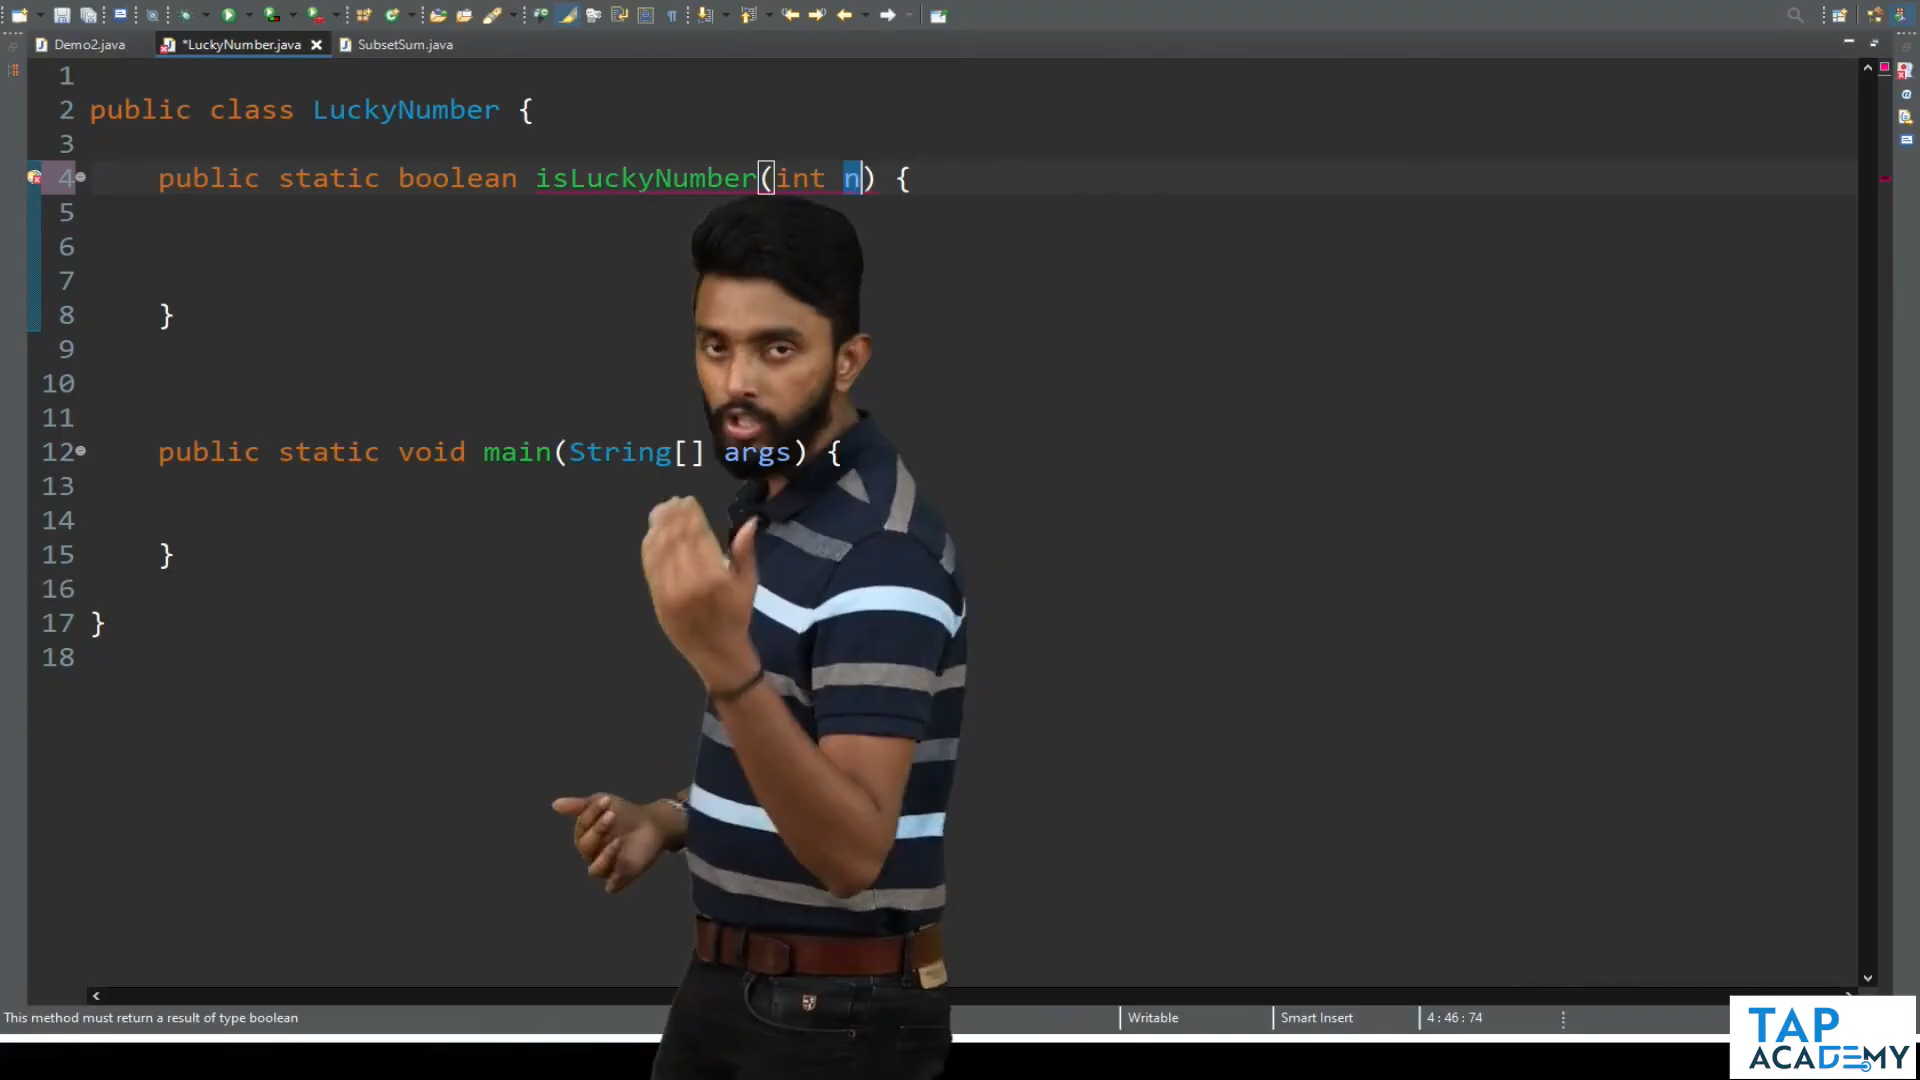 Demo2.java
*LuckyNumber.java
SubsetSum.java
1
2 public class LuckyNumber {
3
4 public static boolean isLuckyNumber(int n) {
5
6
7
8 }
9
10
11
12 public static void main(String[] args) {
13
14
15 }
16
17 }
18
This method must return a result of type boolean
Writable
Smart Insert
4 : 46 : 74
TAP
ACADEMY